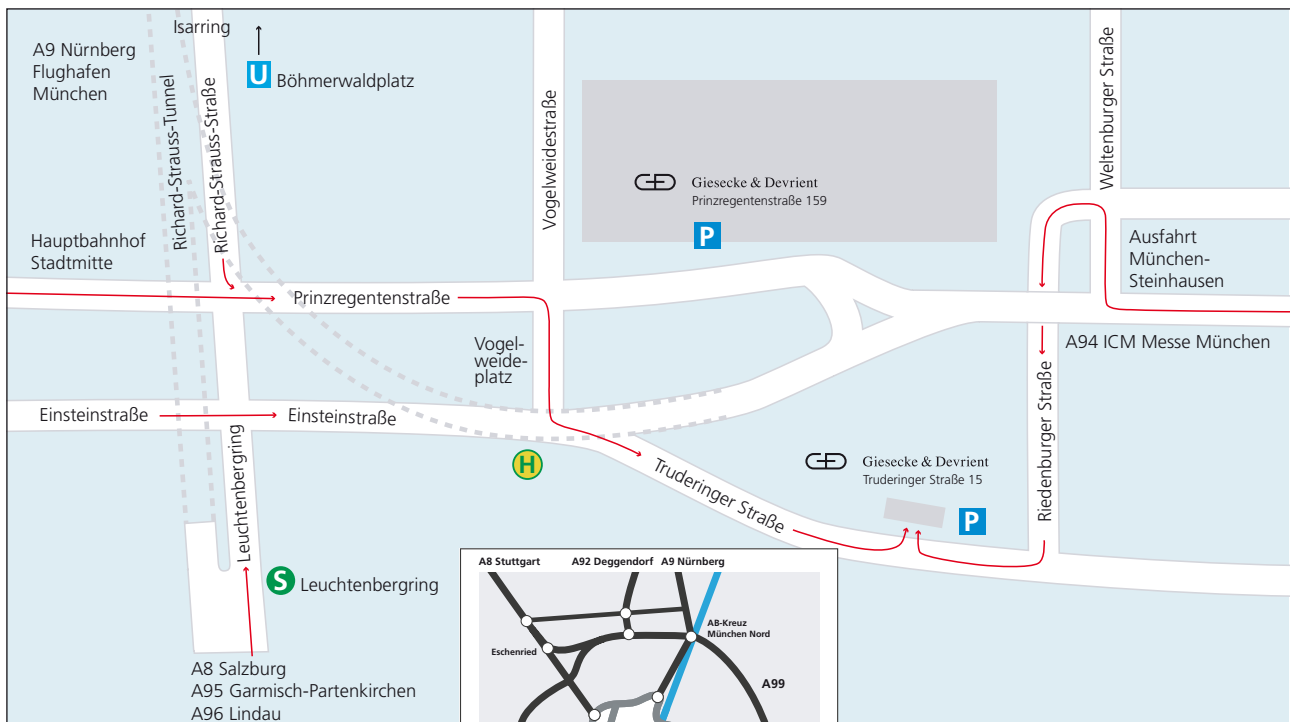 Isarring
A9 Nürnberg
Flughafen
München
U Böhmerwaldplatz
Richard-Strauss-Tunnel
Richard-Strauss-Straße
Vogelweidestraße
Weltenburger Straße
Giesecke & Devrient
Prinzregentenstraße 159
P
Hauptbahnhof
Stadtmitte
Ausfahrt
München-
Steinhausen
Prinzregentenstraße
Vogel-
weide-
platz
A94 ICM Messe München
Einsteinstraße
Einsteinstraße
Leuchtenbergring
H
Truderinger Straße
Giesecke & Devrient
Truderinger Straße 15
P
Riedenburger Straße
S Leuchtenbergring
A8 Salzburg
A95 Garmisch-Partenkirchen
A96 Lindau
A8 Stuttgart
A92 Deggendorf
A9 Nürnberg
AB-Kreuz
München Nord
Eschenried
A99